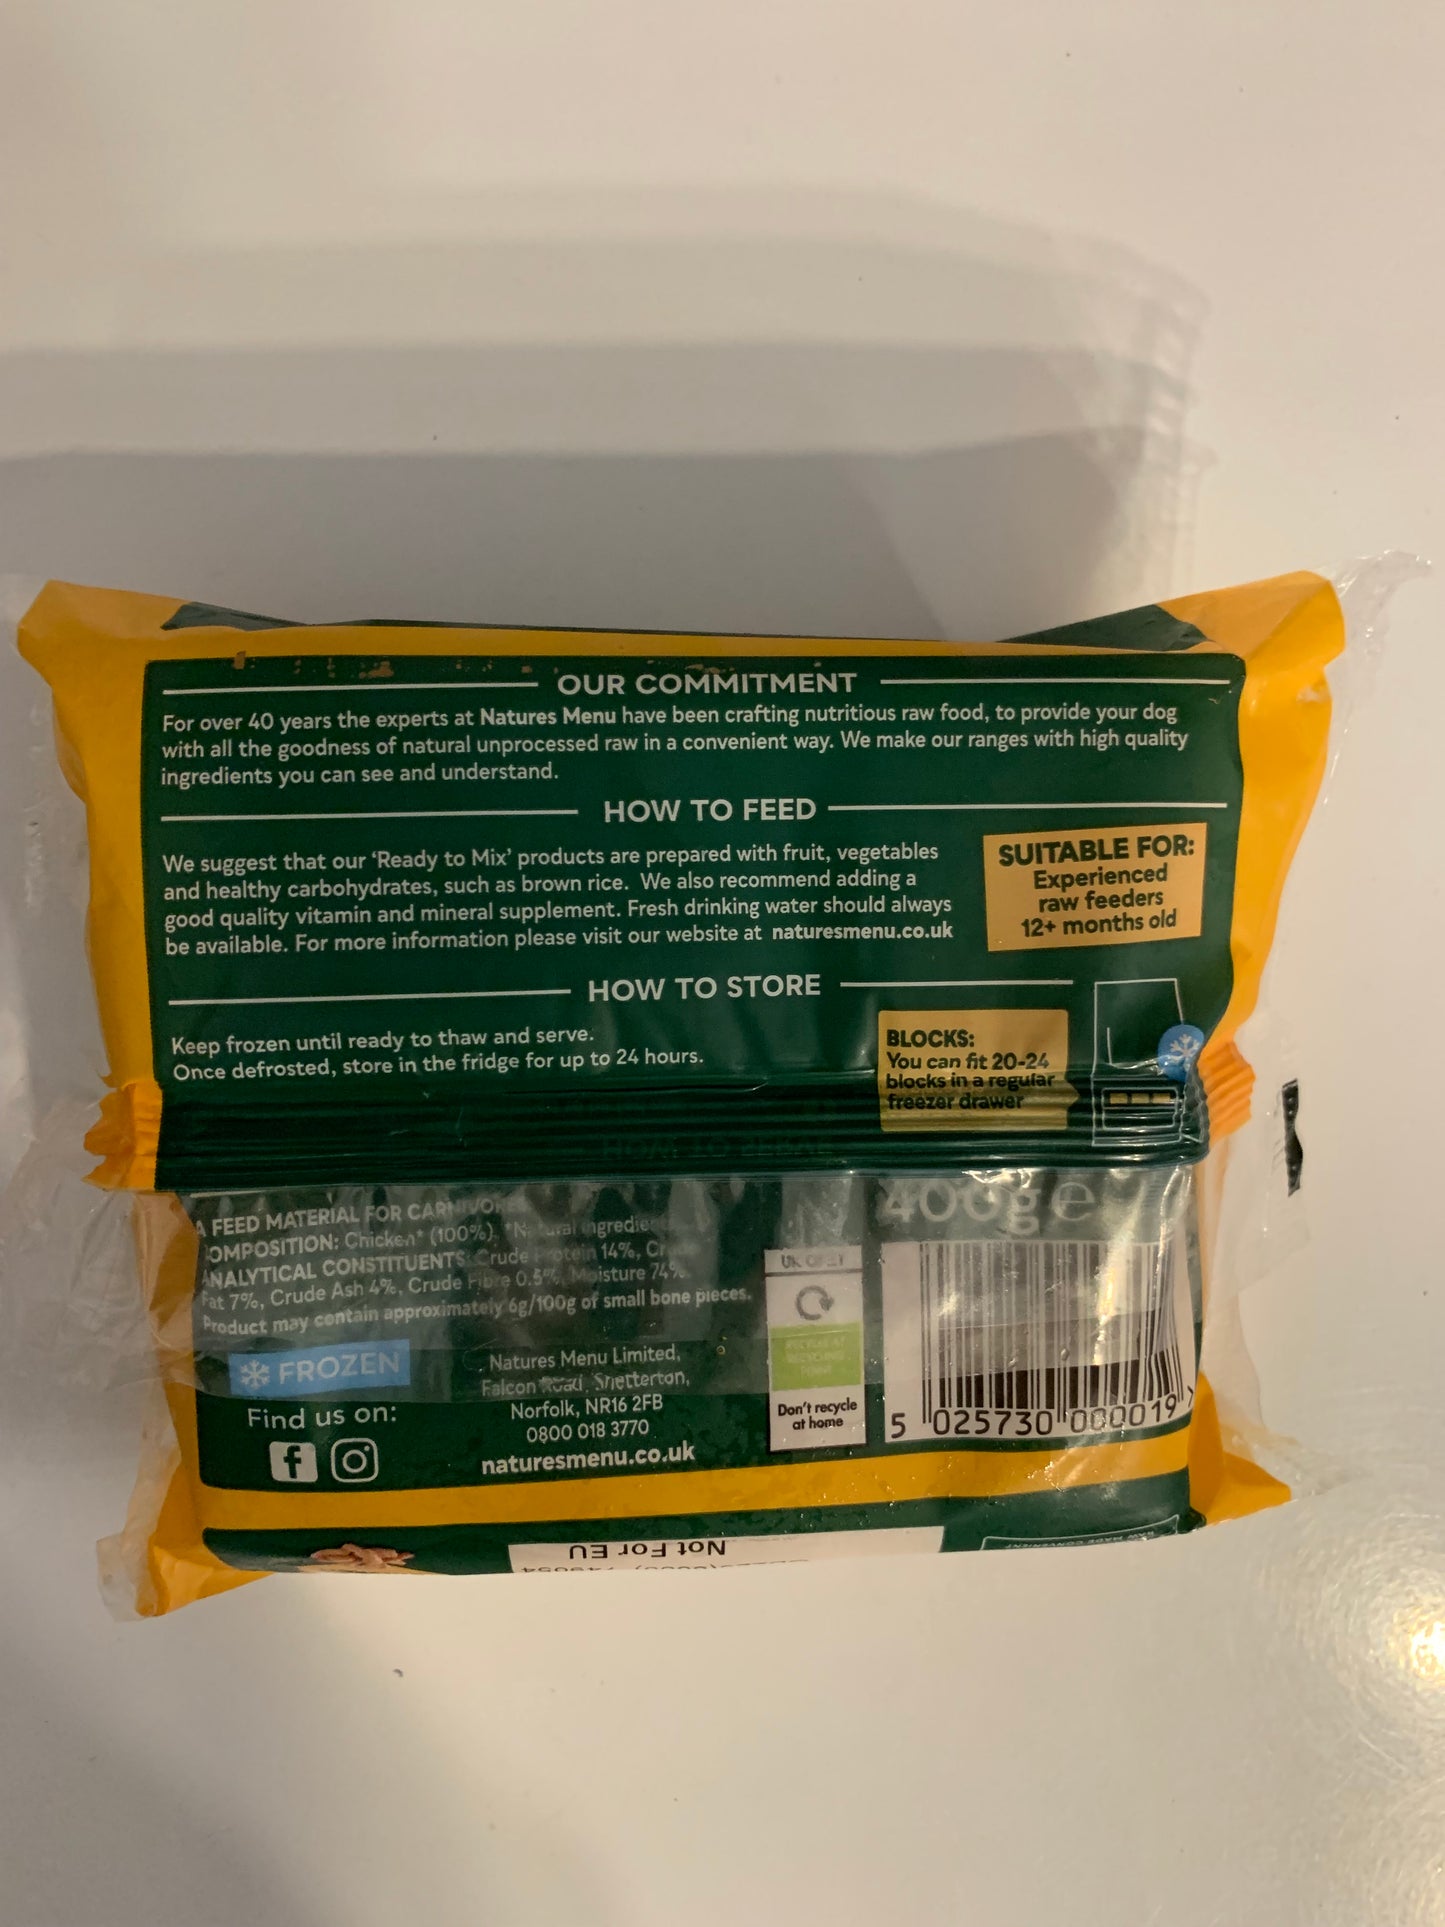 OUR COMMITMENT
For over 40 years the experts at Natures Menu have been crafting nutritious raw food, to provide your dog
with all the goodness of natural unprocessed raw in a convenient way. We make our ranges with high quality
ingredients you can see and understand.
HOW TO FEED
We suggest that our ‘Ready to Mix’ products are prepared with fruit, vegetables
and healthy carbohydrates, such as brown rice. We also recommend adding a
good quality vitamin and mineral supplement. Fresh drinking water should always
be available. For more information please visit our website at naturesmenu.co.uk
SUITABLE FOR:
Experienced
raw feeders
12+ months old
HOW TO STORE
Keep frozen until ready to thaw and serve.
Once defrosted, store in the fridge for up to 24 hours.
BLOCKS:
You can fit 20-24
blocks in a regular
freezer drawer
A FEED MATERIAL FOR
OMPOSITION: Chicken* (100%).
ANALYTICAL CONSTITUENTS: Crude Protein 14%,
Fat 7%, Crude Ash 4%, Crude Fibre 0.5%, Moisture 74%.
Product may contain approximately 6g/100g of small bone pieces.
400g e
FROZEN
Find us on:
Natures Menu Limited,
Falcon Road, Snetterton,
Norfolk, NR16 2FB
0800 018 3770
naturesmenu.co.uk
UK ONLY
RECYCLE AT
Don't recycle
at home
5 025730 000019 >
Not For EU